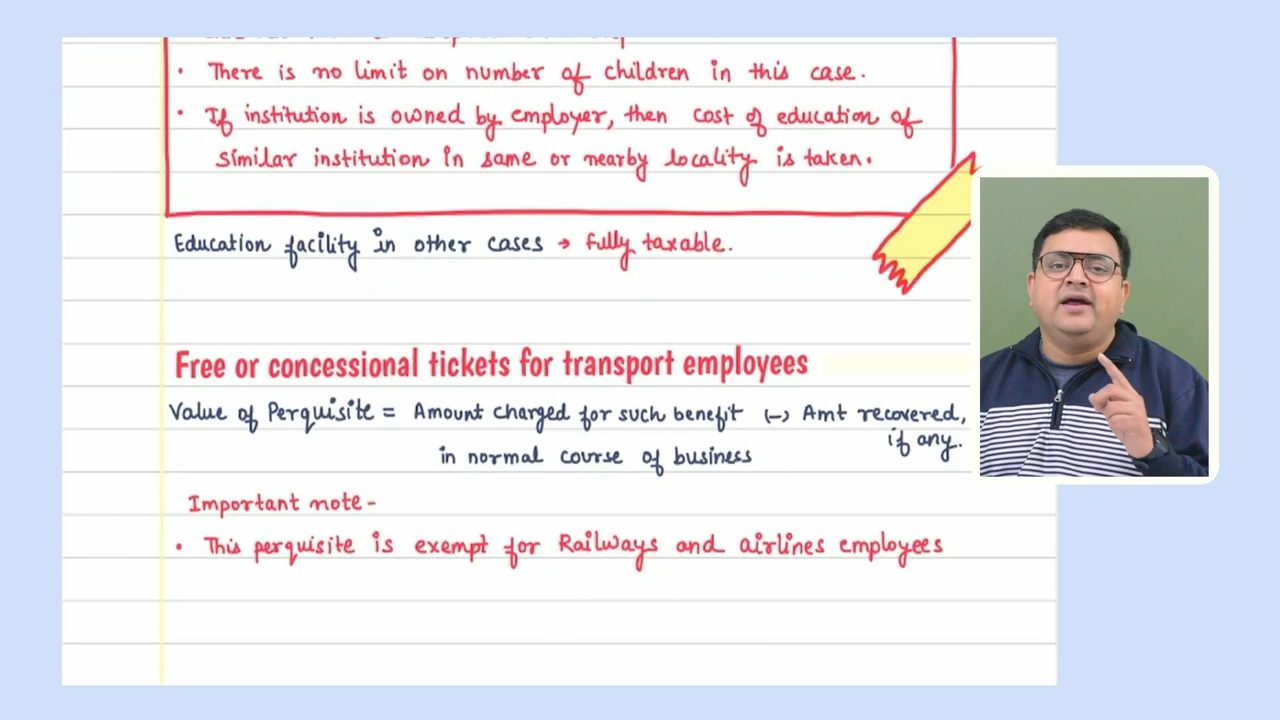 • There is no limit on number of children in this case.
• If institution is owned by employer, then cost of education of
similar institution in same or nearby locality is taken.
Education facility in other cases → Fully taxable.
Free or concessional tickets for transport employees
Value of Perquisite = Amount charged for such benefit (-) Amt recovered,
if any.
in normal course of business
Important note -
• This perquisite is exempt for Railways and airlines employees